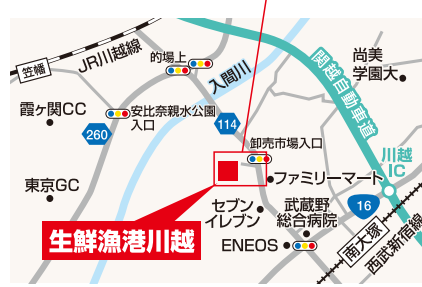 笠幡
JR川越線
的場上
入間川
関越自動車道
尚美
学園大
霞ヶ関CC
安比奈親水公園
入口
260
114
卸売市場入口
川越
IC
東京GC
ファミリーマート
セブン
イレブン
武蔵野
総合病院
16
生鮮漁港川越
ENEOS
南大塚
西武新宿線